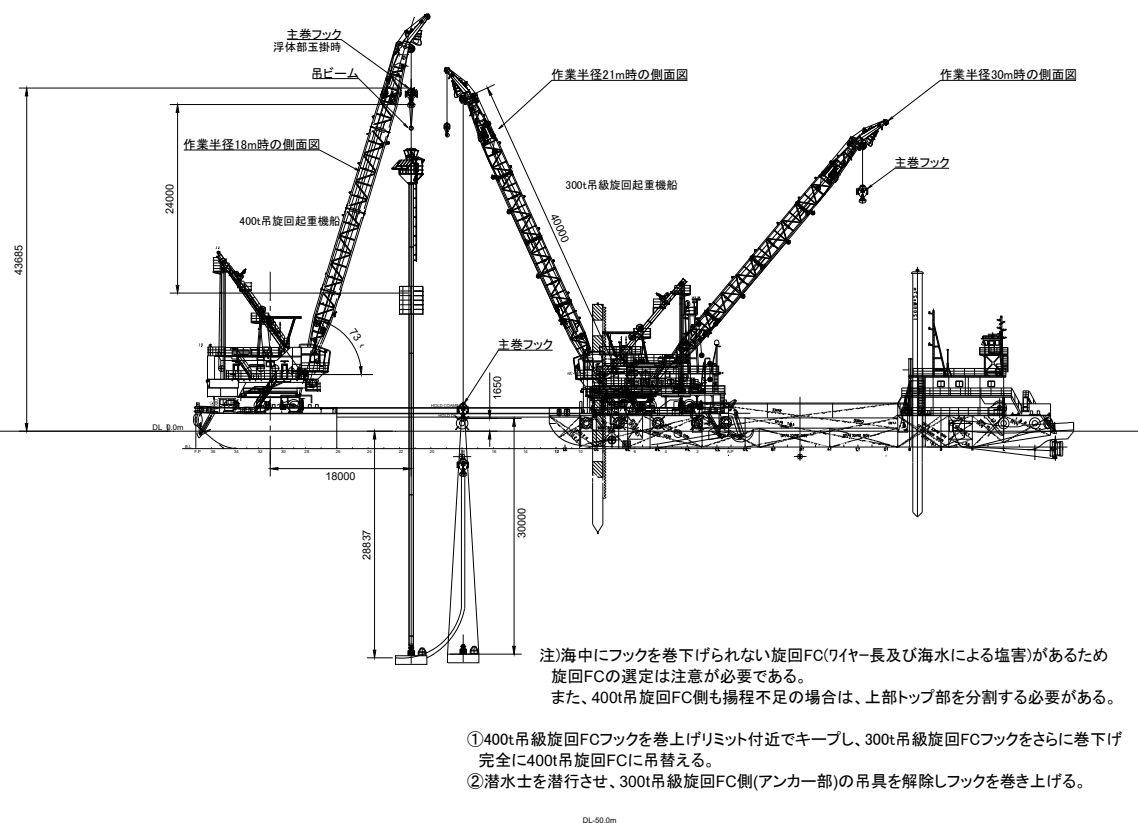 主巻フック
浮体部玉掛時
吊ビーム
作業半径21m時の側面図
作業半径30m時の側面図
作業半径18m時の側面図
主巻フック
300t吊級旋回起重機船
400t吊旋回起重機船
24000
43685
40000
73
主巻フック
1650
DL 0.0m
18000
28837
30000
注)海中にフックを巻下げられない旋回FC(ワイヤー長及び海水による塩害)があるため
旋回FCの選定は注意が必要である。
また、400t吊旋回FC側も揚程不足の場合は、上部トップ部を分割する必要がある。
①400t吊級旋回FCフックを巻上げリミット付近でキープし、300t吊級旋回FCフックをさらに巻下げ
完全に400t吊旋回FCに吊替える。
②潜水士を潜行させ、300t吊級旋回FC側(アンカー部)の吊具を解除しフックを巻き上げる。
DL-50.0m